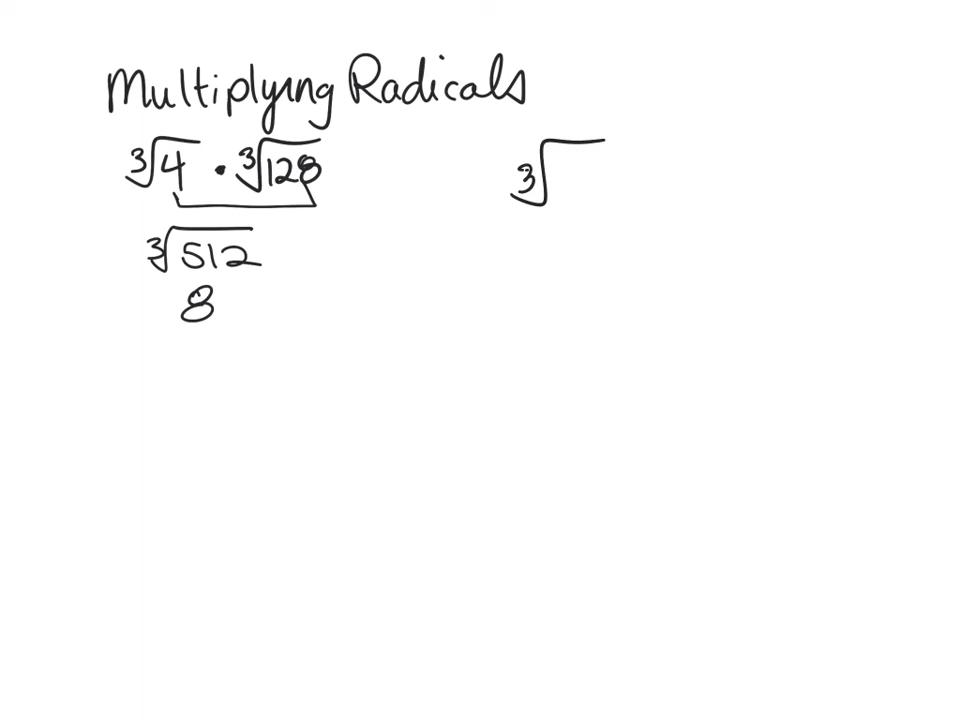 Multiplying Radicals
∛4 · ∛128
∛
∛512
8